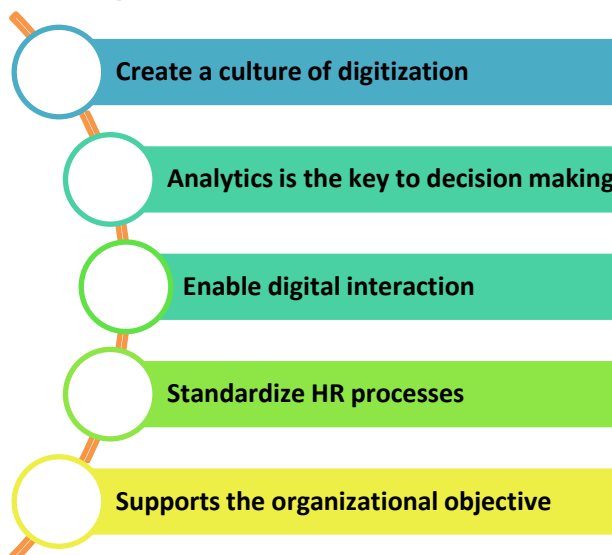 Create a culture of digitization
Analytics is the key to decision making
Enable digital interaction
Standardize HR processes
Supports the organizational objective